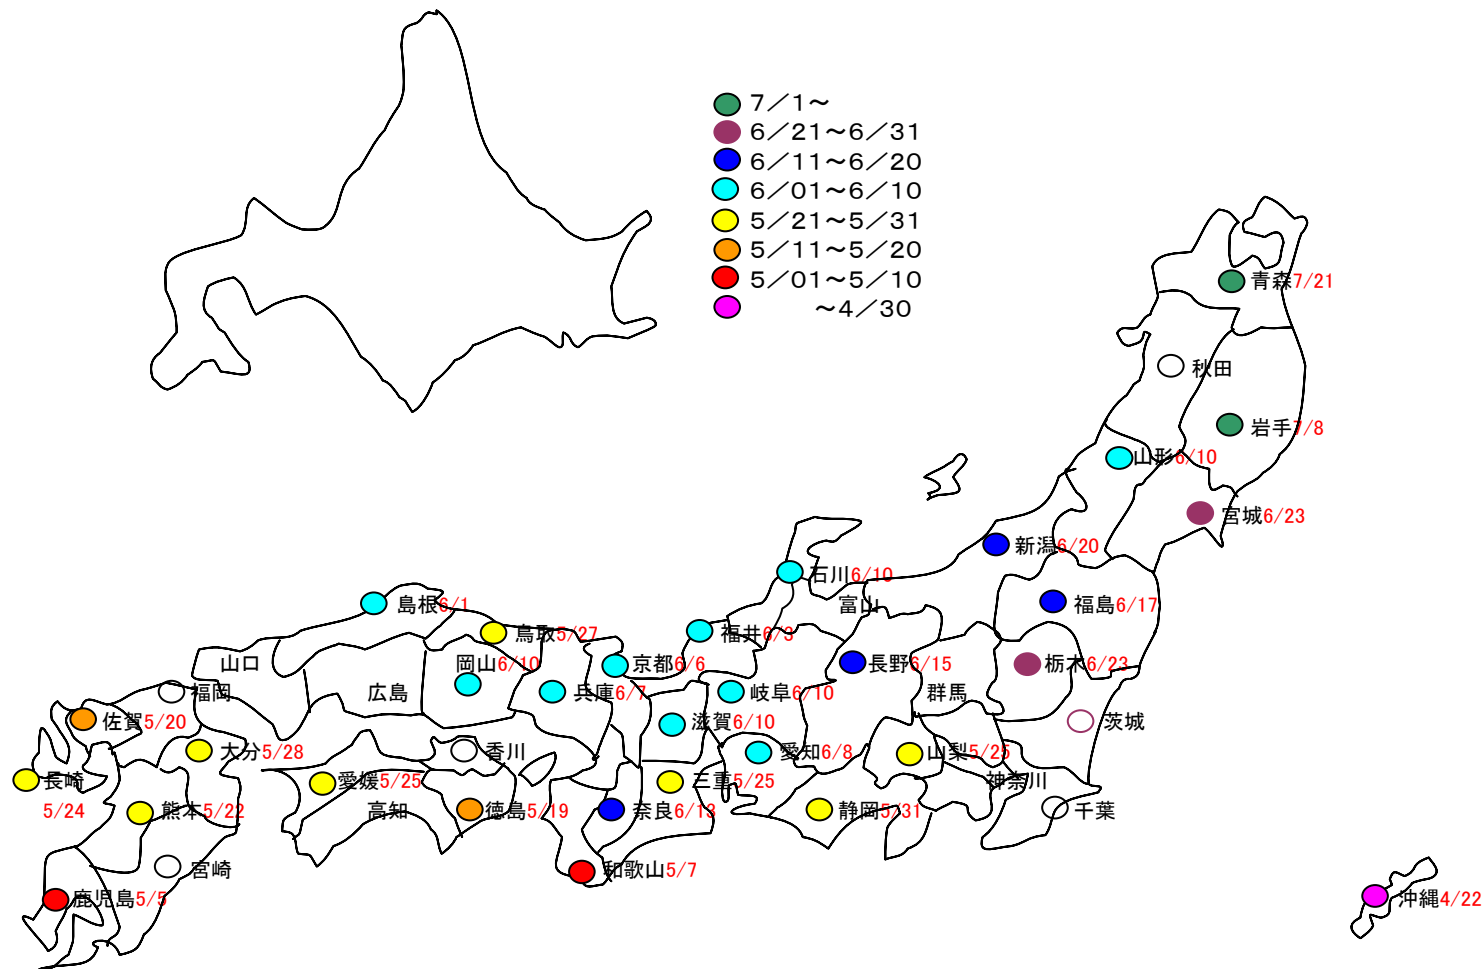 7／1～
6／21～6／31
6／11～6／20
6／01～6／10
5／21～5／31
5／11～5／20
5／01～5／10
～4／30
青森7/21
秋田
岩手7/8
山形6/10
宮城6/23
新潟6/20
石川6/10
富山
福島6/17
島根6/1
鳥取5/27
福井6/3
山口
岡山6/10
京都6/6
長野6/15
栃木6/23
福岡
広島
兵庫6/7
岐阜6/10
群馬
佐賀5/20
滋賀6/10
茨城
大分5/28
香川
愛知6/8
山梨5/25
長崎
5/24
愛媛5/25
三重5/25
神奈川
熊本5/22
高知
徳島5/19
奈良6/13
静岡5/31
千葉
宮崎
和歌山5/7
鹿児島5/5
沖縄4/22